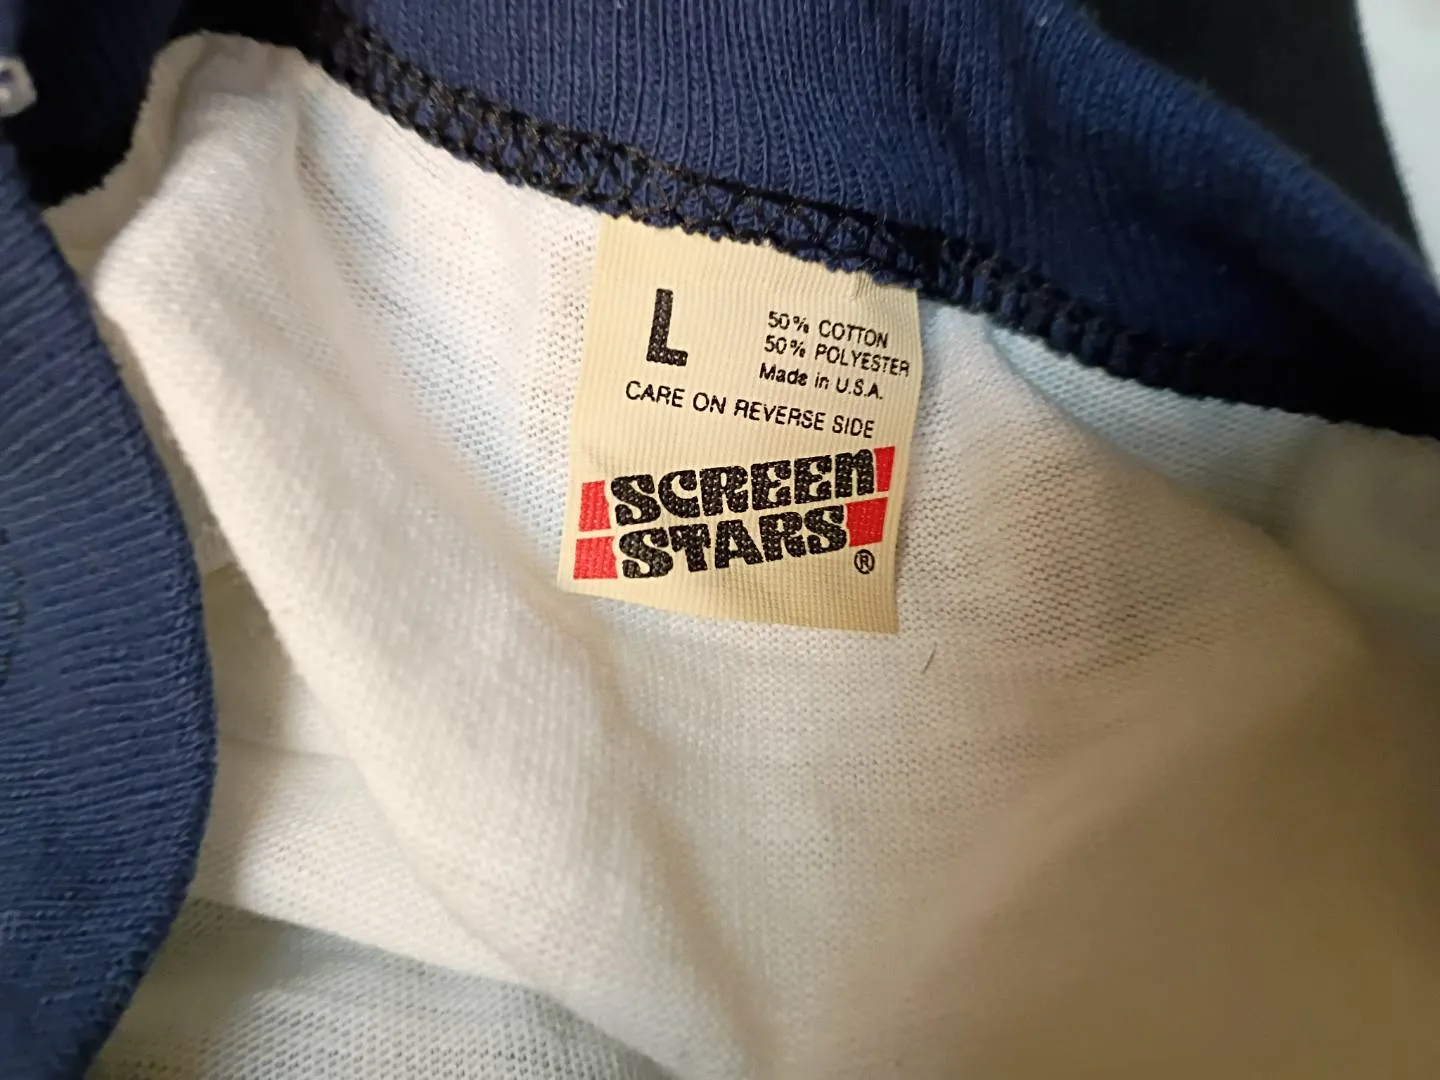 L
50% COTTON
50% POLYESTER
Made in U.S.A.
CARE ON REVERSE SIDE
SCREEN
STARS
®